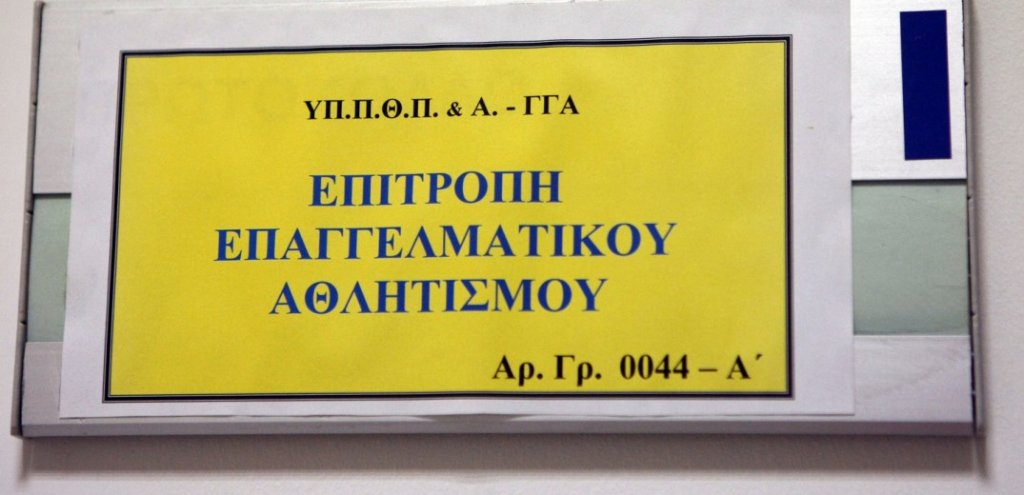 ΥΠ.Π.Θ.Π. & Α. - ΓΓΑ
ΕΠΙΤΡΟΠΗ
ΕΠΑΓΓΕΛΜΑΤΙΚΟΥ
ΑΘΛΗΤΙΣΜΟΥ
Αρ. Γρ. 0044 – Α΄